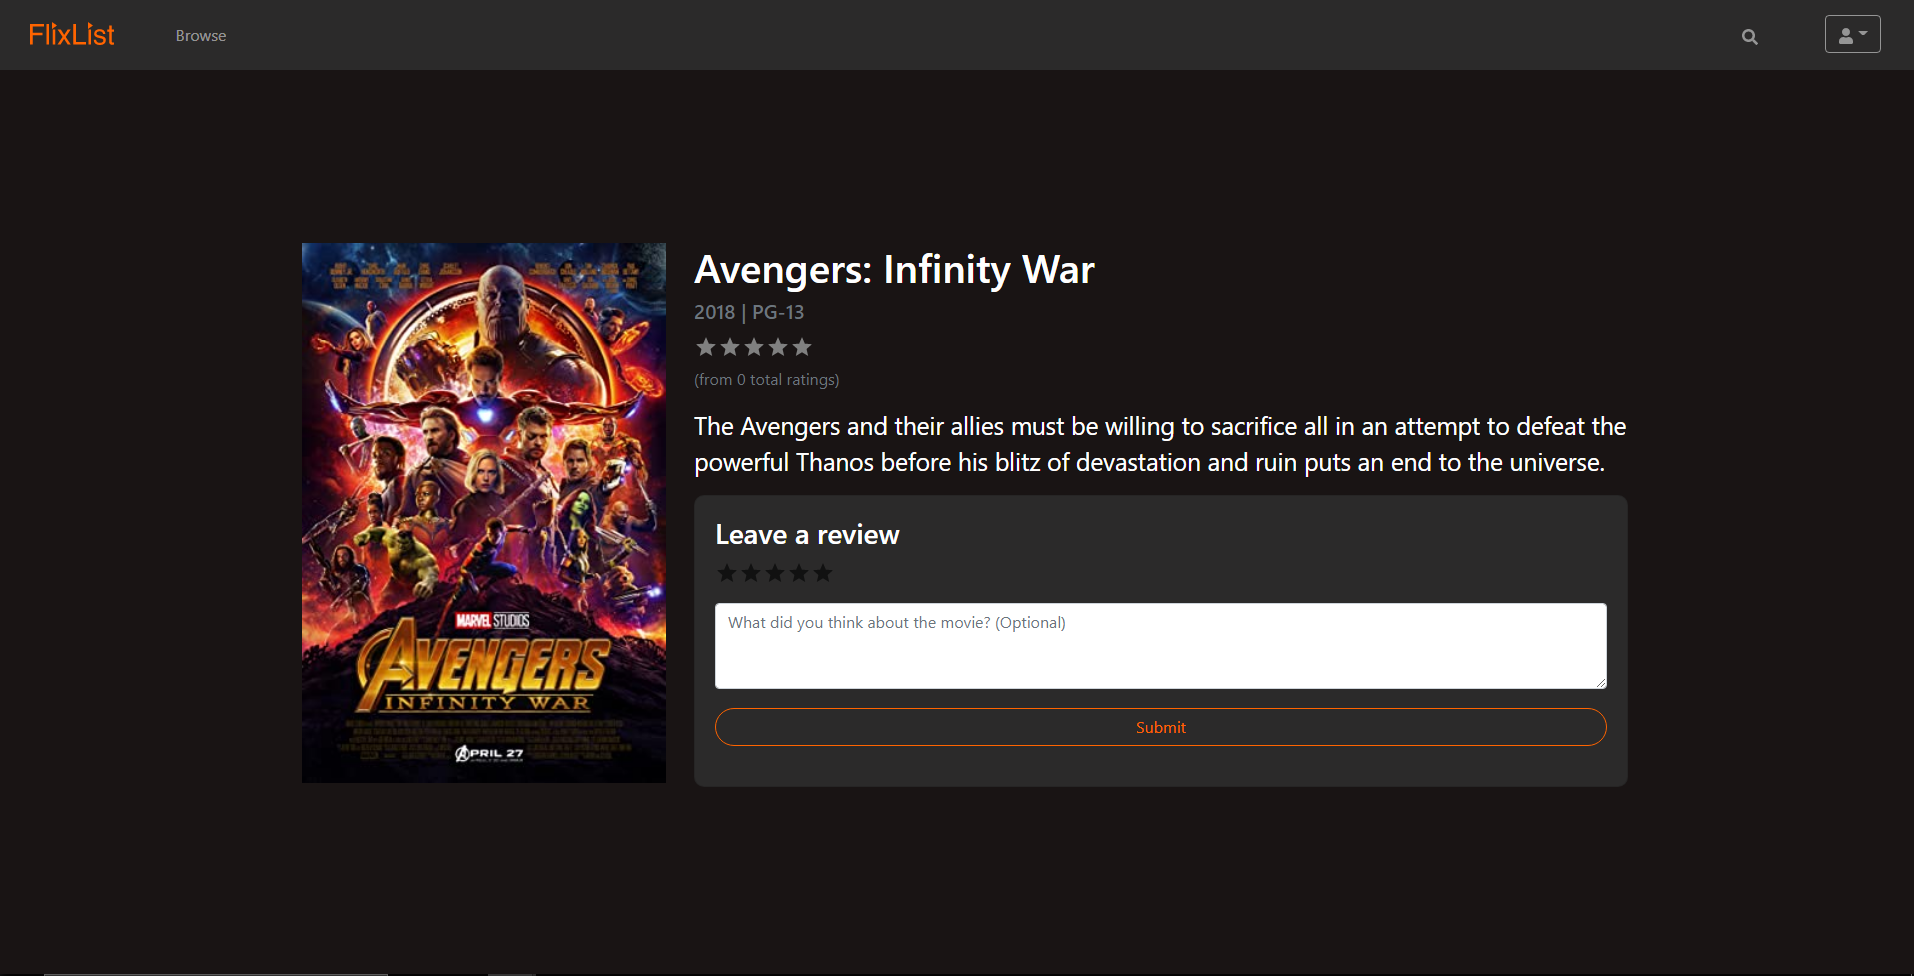 FlixList
Browse
Avengers: Infinity War
2018 | PG-13
(from 0 total ratings)
The Avengers and their allies must be willing to sacrifice all in an attempt to defeat the
powerful Thanos before his blitz of devastation and ruin puts an end to the universe.
Leave a review
What did you think about the movie? (Optional)
Submit
MARVEL STUDIOS
AVENGERS
INFINITY WAR
APRIL 27